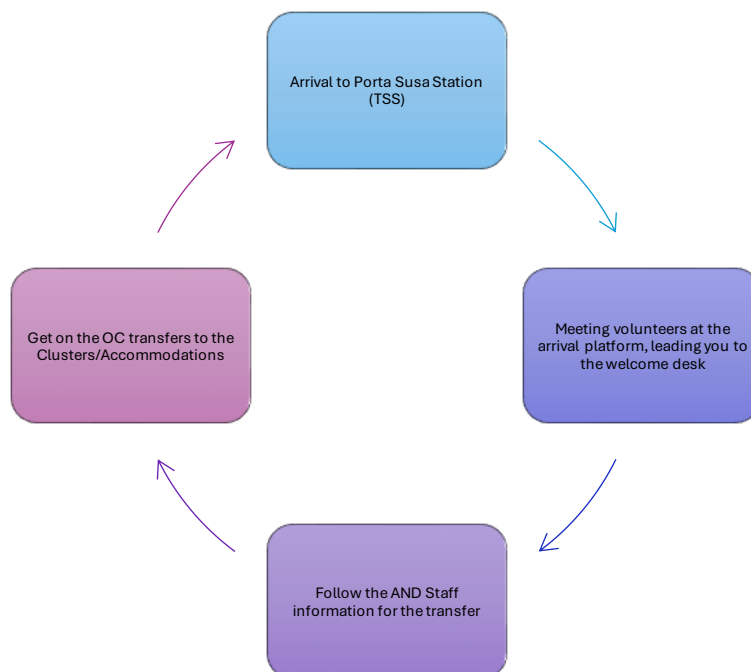 Arrival to Porta Susa Station
(TSS)
Meeting volunteers at the
arrival platform, leading you to
the welcome desk
Follow the AND Staff
information for the transfer
Get on the OC transfers to the
Clusters/Accommodations